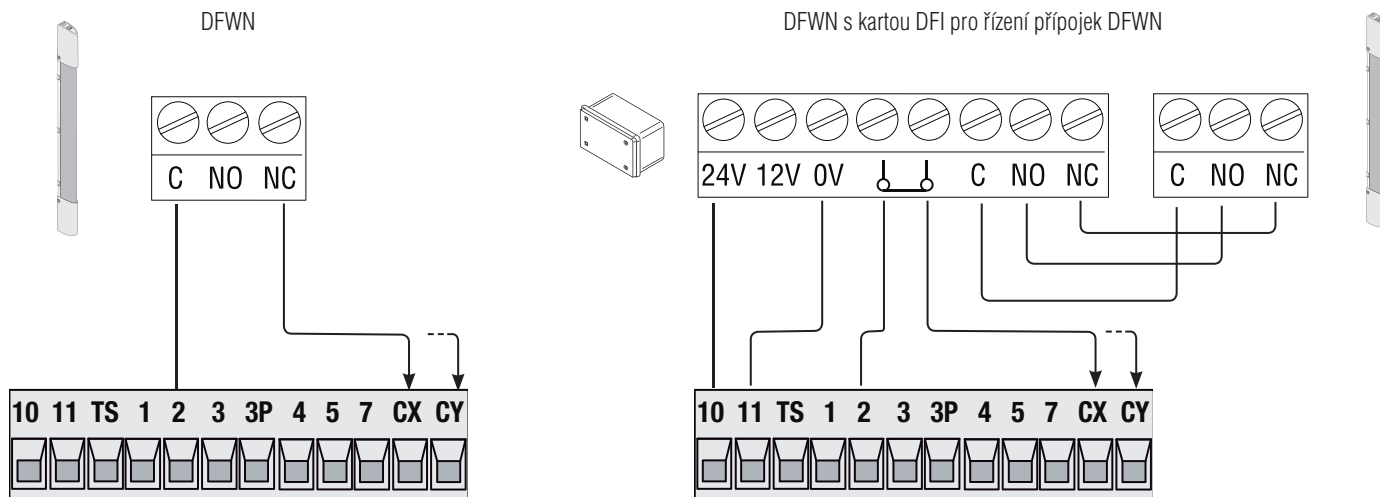 DFWN
DFWN s kartou DFI pro řízení přípojek DFWN
C NO NC
24V 12V 0V C NO NC
C NO NC
10 11 TS 1 2 3 3P 4 5 7 CX CY
10 11 TS 1 2 3 3P 4 5 7 CX CY